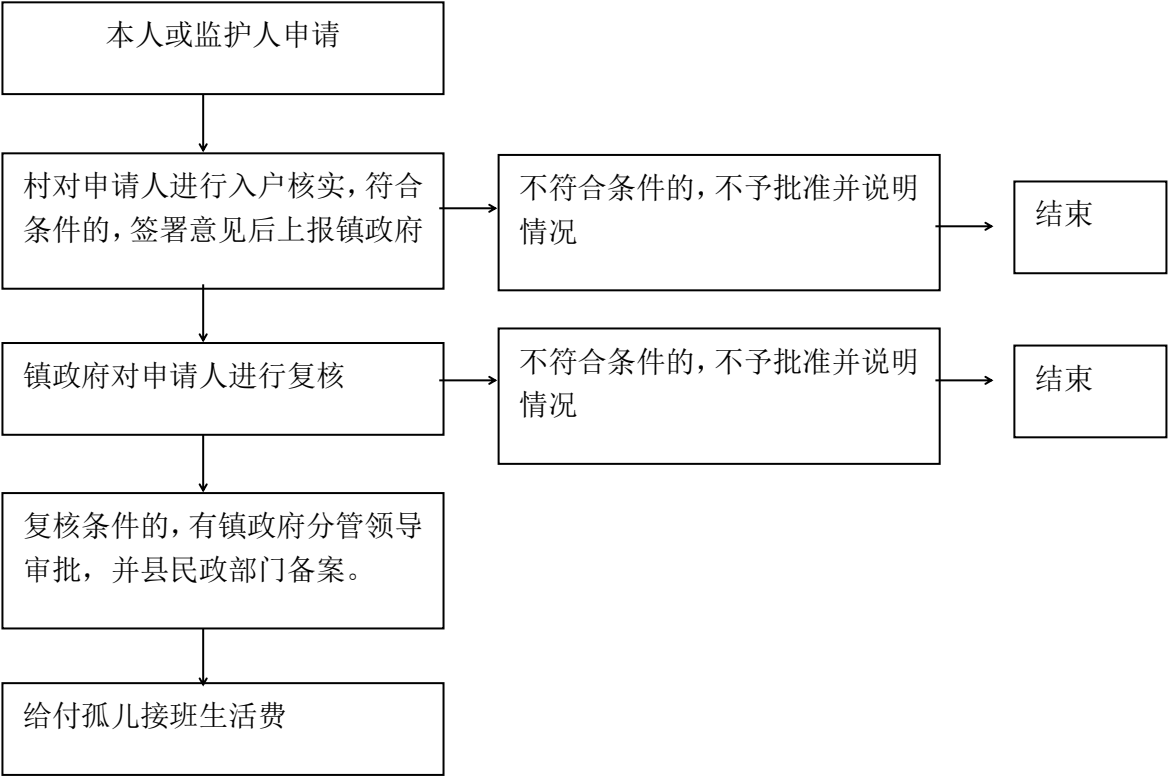 本人或监护人申请
村对申请人进行入户核实，符合
条件的，签署意见后上报镇政府
不符合条件的，不予批准并说明
情况
结束
镇政府对申请人进行复核
不符合条件的，不予批准并说明
情况
结束
复核条件的，有镇政府分管领导
审批，并县民政部门备案。
给付孤儿接班生活费